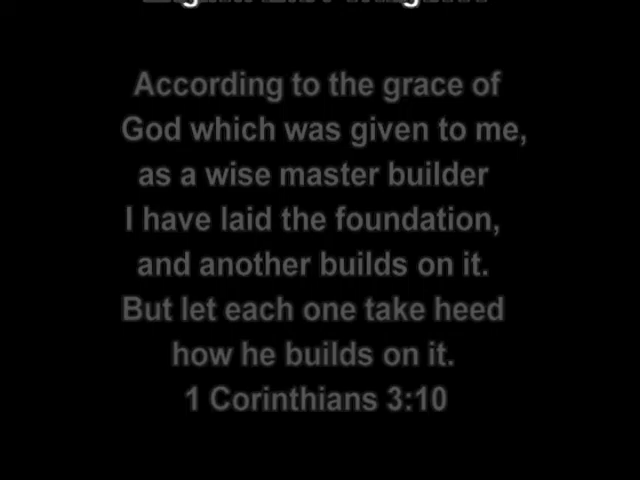 According to the grace of
God which was given to me,
as a wise master builder
I have laid the foundation,
and another builds on it.
But let each one take heed
how he builds on it.
1 Corinthians 3:10